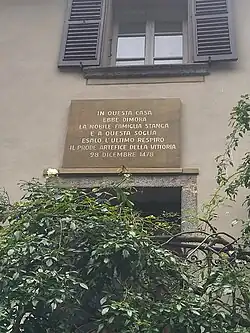 IN QUESTA CASA
EBBE DIMORA
LA NOBILE FAMIGLIA STANGA
E A QUESTA SOGLIA
ESALÒ L'ULTIMO RESPIRO
IL PRODE ARTEFICE DELLA VITTORIA
28 DICEMBRE 1478